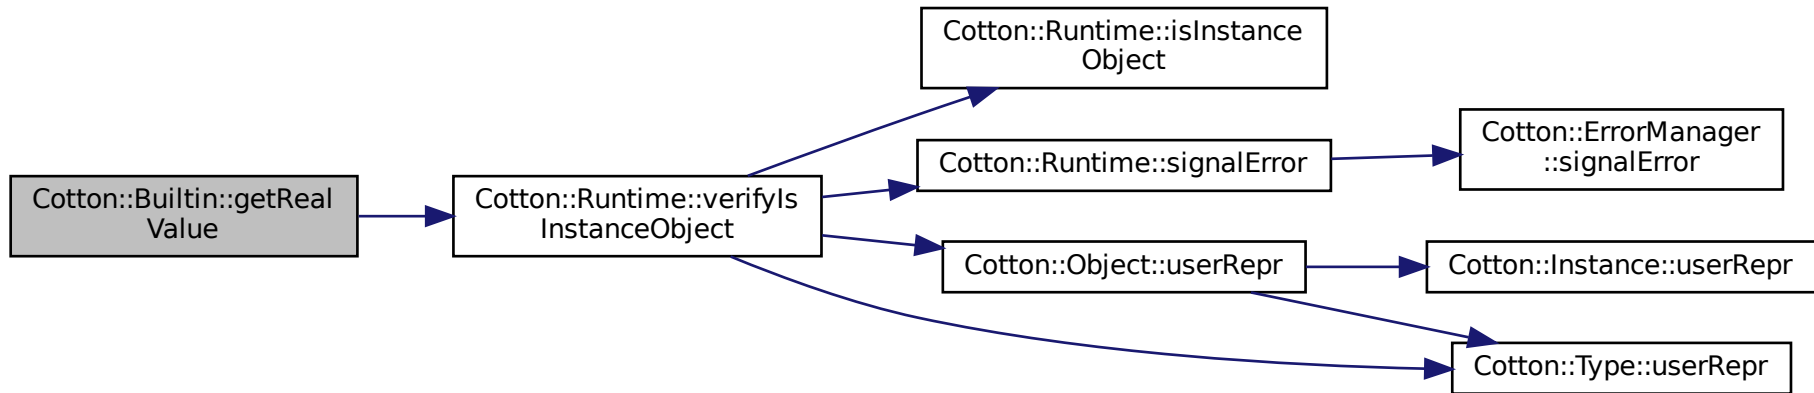 Cotton::Builtin::getReal
Value
Cotton::Runtime::verifyIs
InstanceObject
Cotton::Runtime::isInstance
Object
Cotton::Runtime::signalError
Cotton::ErrorManager
::signalError
Cotton::Object::userRepr
Cotton::Instance::userRepr
Cotton::Type::userRepr